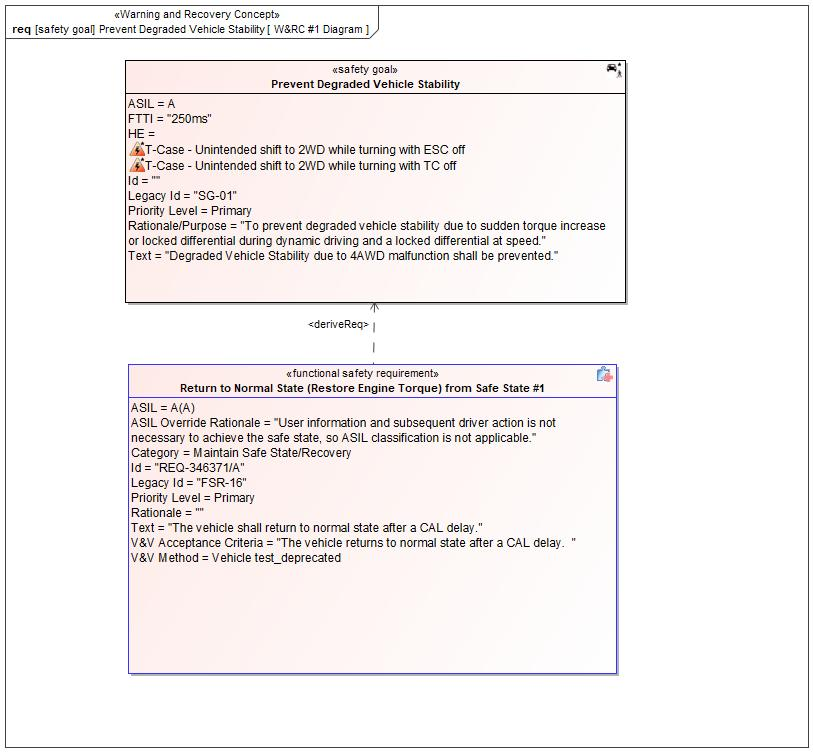 «Warning and Recovery Concept»
req [safety goal] Prevent Degraded Vehicle Stability [ W&RC #1 Diagram ]
«safety goal»
Prevent Degraded Vehicle Stability
ASIL = A
FTTI = "250ms"
HE =
T-Case - Unintended shift to 2WD while turning with ESC off
T-Case - Unintended shift to 2WD while turning with TC off
Id = ""
Legacy Id = "SG-01"
Priority Level = Primary
Rationale/Purpose = "To prevent degraded vehicle stability due to sudden torque increase
or locked differential during dynamic driving and a locked differential at speed."
Text = "Degraded Vehicle Stability due to 4AWD malfunction shall be prevented."
<deriveReq>
«functional safety requirement»
Return to Normal State (Restore Engine Torque) from Safe State #1
ASIL = A(A)
ASIL Override Rationale = "User information and subsequent driver action is not
necessary to achieve the safe state, so ASIL classification is not applicable."
Category = Maintain Safe State/Recovery
Id = "REQ-346371/A"
Legacy Id = "FSR-16"
Priority Level = Primary
Rationale = ""
Text = "The vehicle shall return to normal state after a CAL delay."
V&V Acceptance Criteria = "The vehicle returns to normal state after a CAL delay.  "
V&V Method = Vehicle test_deprecated